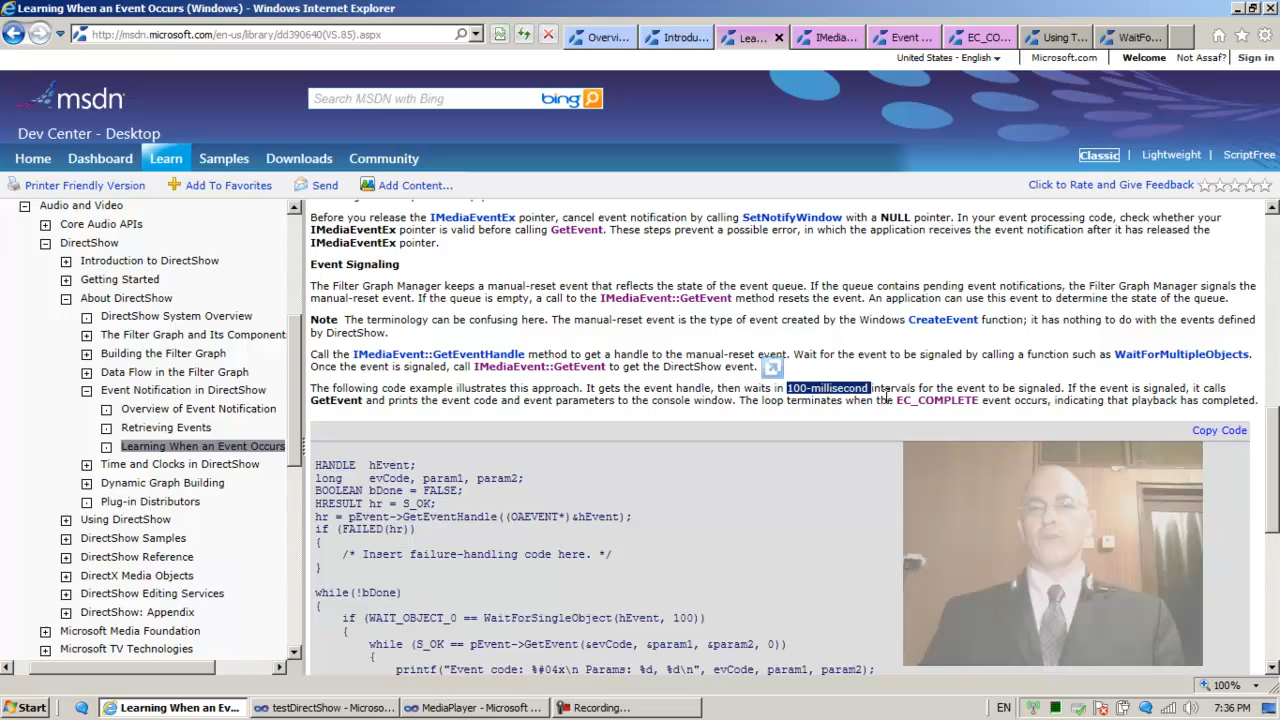 Learning When an Event Occurs (Windows) - Windows Internet Explorer
http://msdn.microsoft.com/en-us/library/dd390640(VS.85).aspx
Overvi...
Introdu...
Lea...
IMedia...
Event ...
EC_CO...
Using T...
WaitFo...
United States - English
Microsoft.com
Welcome
Not Assaf?
Sign in
msdn
Search MSDN with Bing
bing
Dev Center - Desktop
Home
Dashboard
Learn
Samples
Downloads
Community
Classic | Lightweight | ScriptFree
Printer Friendly Version
Add To Favorites
Send
Add Content...
Click to Rate and Give Feedback
Audio and Video
Core Audio APIs
DirectShow
Introduction to DirectShow
Getting Started
About DirectShow
DirectShow System Overview
The Filter Graph and Its Components
Building the Filter Graph
Data Flow in the Filter Graph
Event Notification in DirectShow
Overview of Event Notification
Retrieving Events
Learning When an Event Occurs
Time and Clocks in DirectShow
Dynamic Graph Building
Plug-in Distributors
Using DirectShow
DirectShow Samples
DirectShow Reference
DirectX Media Objects
DirectShow Editing Services
DirectShow: Appendix
Microsoft Media Foundation
Microsoft TV Technologies
Before you release the IMediaEventEx pointer, cancel event notification by calling SetNotifyWindow with a NULL pointer. In your event processing code, check whether your
IMediaEventEx pointer is valid before calling GetEvent. These steps prevent a possible error, in which the application receives the event notification after it has released the
IMediaEventEx pointer.
Event Signaling
The Filter Graph Manager keeps a manual-reset event that reflects the state of the event queue. If the queue contains pending event notifications, the Filter Graph Manager signals the
manual-reset event. If the queue is empty, a call to the IMediaEvent::GetEvent method resets the event. An application can use this event to determine the state of the queue.
Note The terminology can be confusing here. The manual-reset event is the type of event created by the Windows CreateEvent function; it has nothing to do with the events defined
by DirectShow.
Call the IMediaEvent::GetEventHandle method to get a handle to the manual-reset event. Wait for the event to be signaled by calling a function such as WaitForMultipleObjects.
Once the event is signaled, call IMediaEvent::GetEvent to get the DirectShow event.
The following code example illustrates this approach. It gets the event handle, then waits in 100-millisecond intervals for the event to be signaled. If the event is signaled, it calls
GetEvent and prints the event code and event parameters to the console window. The loop terminates when the EC_COMPLETE event occurs, indicating that playback has completed.
Copy Code
HANDLE hEvent;
long evCode, param1, param2;
BOOLEAN bDone = FALSE;
HRESULT hr = S_OK;
hr = pEvent->GetEventHandle((OAEVENT*)&hEvent);
if (FAILED(hr))
{
/* Insert failure-handling code here. */
}
while(!bDone)
{
if (WAIT_OBJECT_0 == WaitForSingleObject(hEvent, 100))
{
while (S_OK == pEvent->GetEvent(&evCode, &param1, &param2, 0))
{
printf("Event code: %#04x\n Params: %d, %d\n", evCode, param1, param2);
100%
Start
Learning When an Ev...
testDirectShow - Microso...
MediaPlayer - Microsoft ...
Recording...
EN
7:36 PM